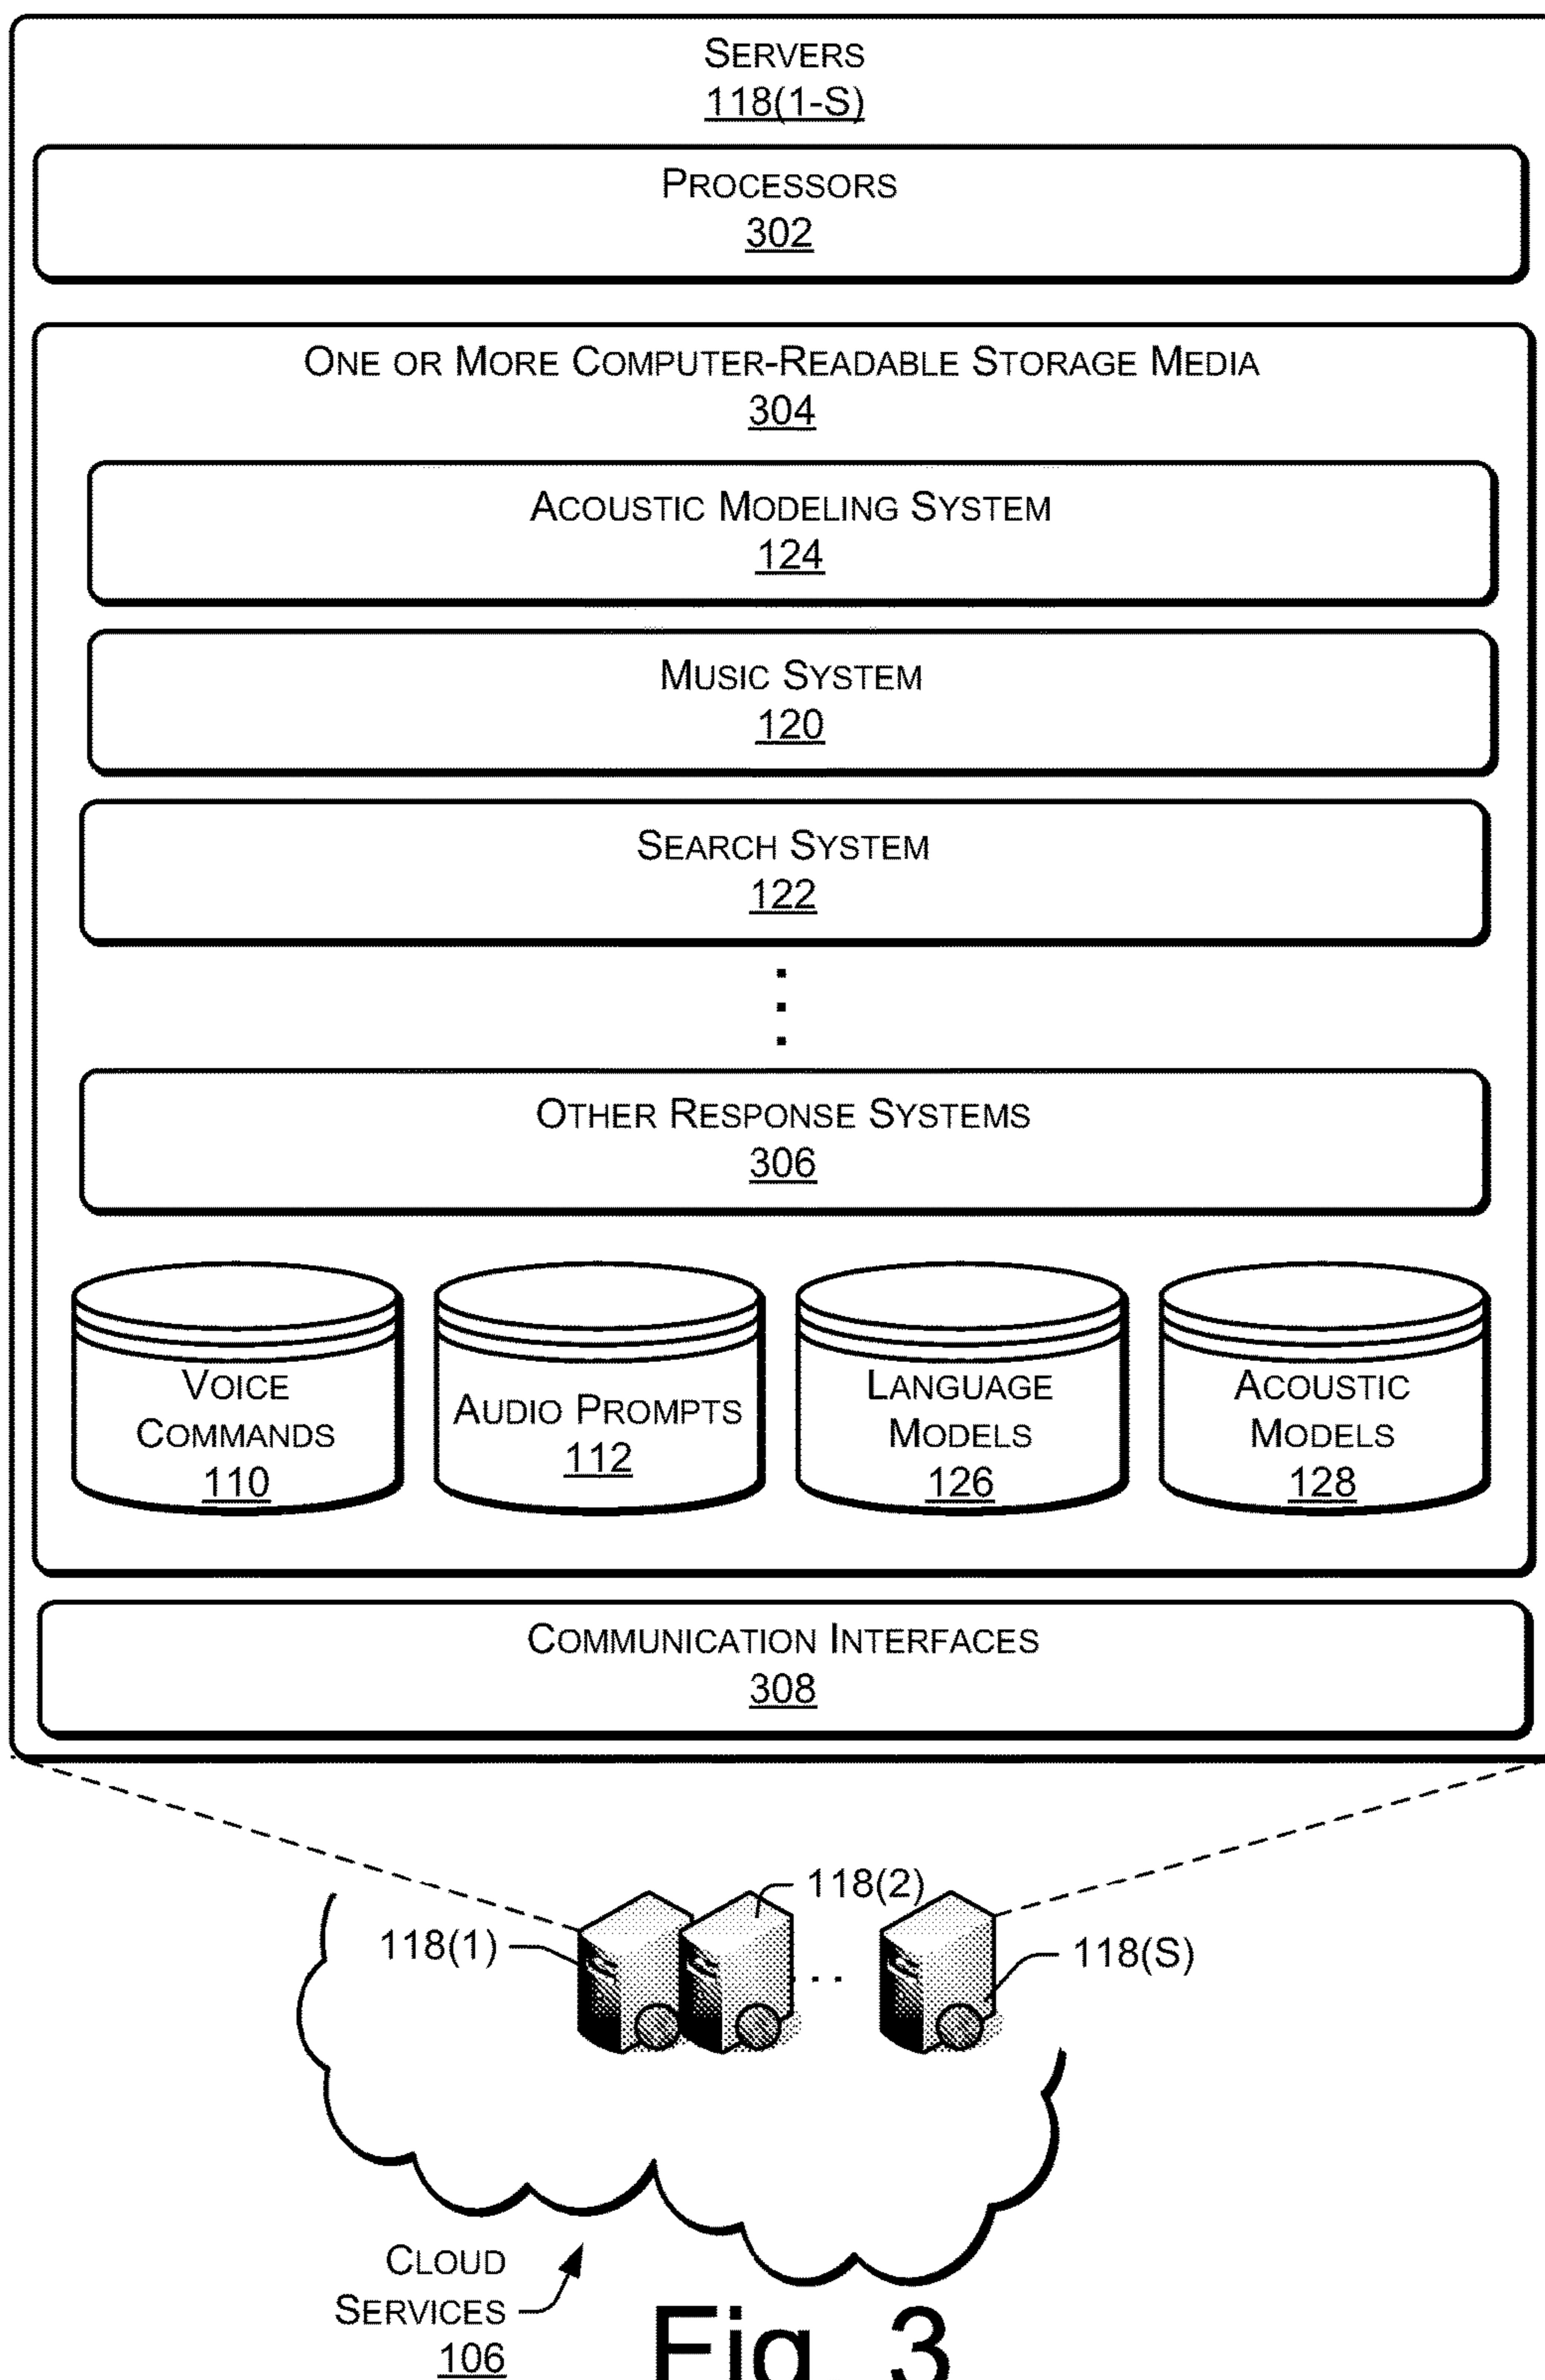 SERVERS
118(1-S)
PROCESSORS
302
ONE OR MORE COMPUTER-READABLE STORAGE MEDIA
304
ACOUSTIC MODELING SYSTEM
124
MUSIC SYSTEM
120
SEARCH SYSTEM
122
OTHER RESPONSE SYSTEMS
306
VOICE
COMMANDS
110
AUDIO PROMPTS
112
LANGUAGE
MODELS
126
ACOUSTIC
MODELS
128
COMMUNICATION INTERFACES
308
118(1)
118(2)
118(S)
CLOUD
SERVICES
106
Fig. 3